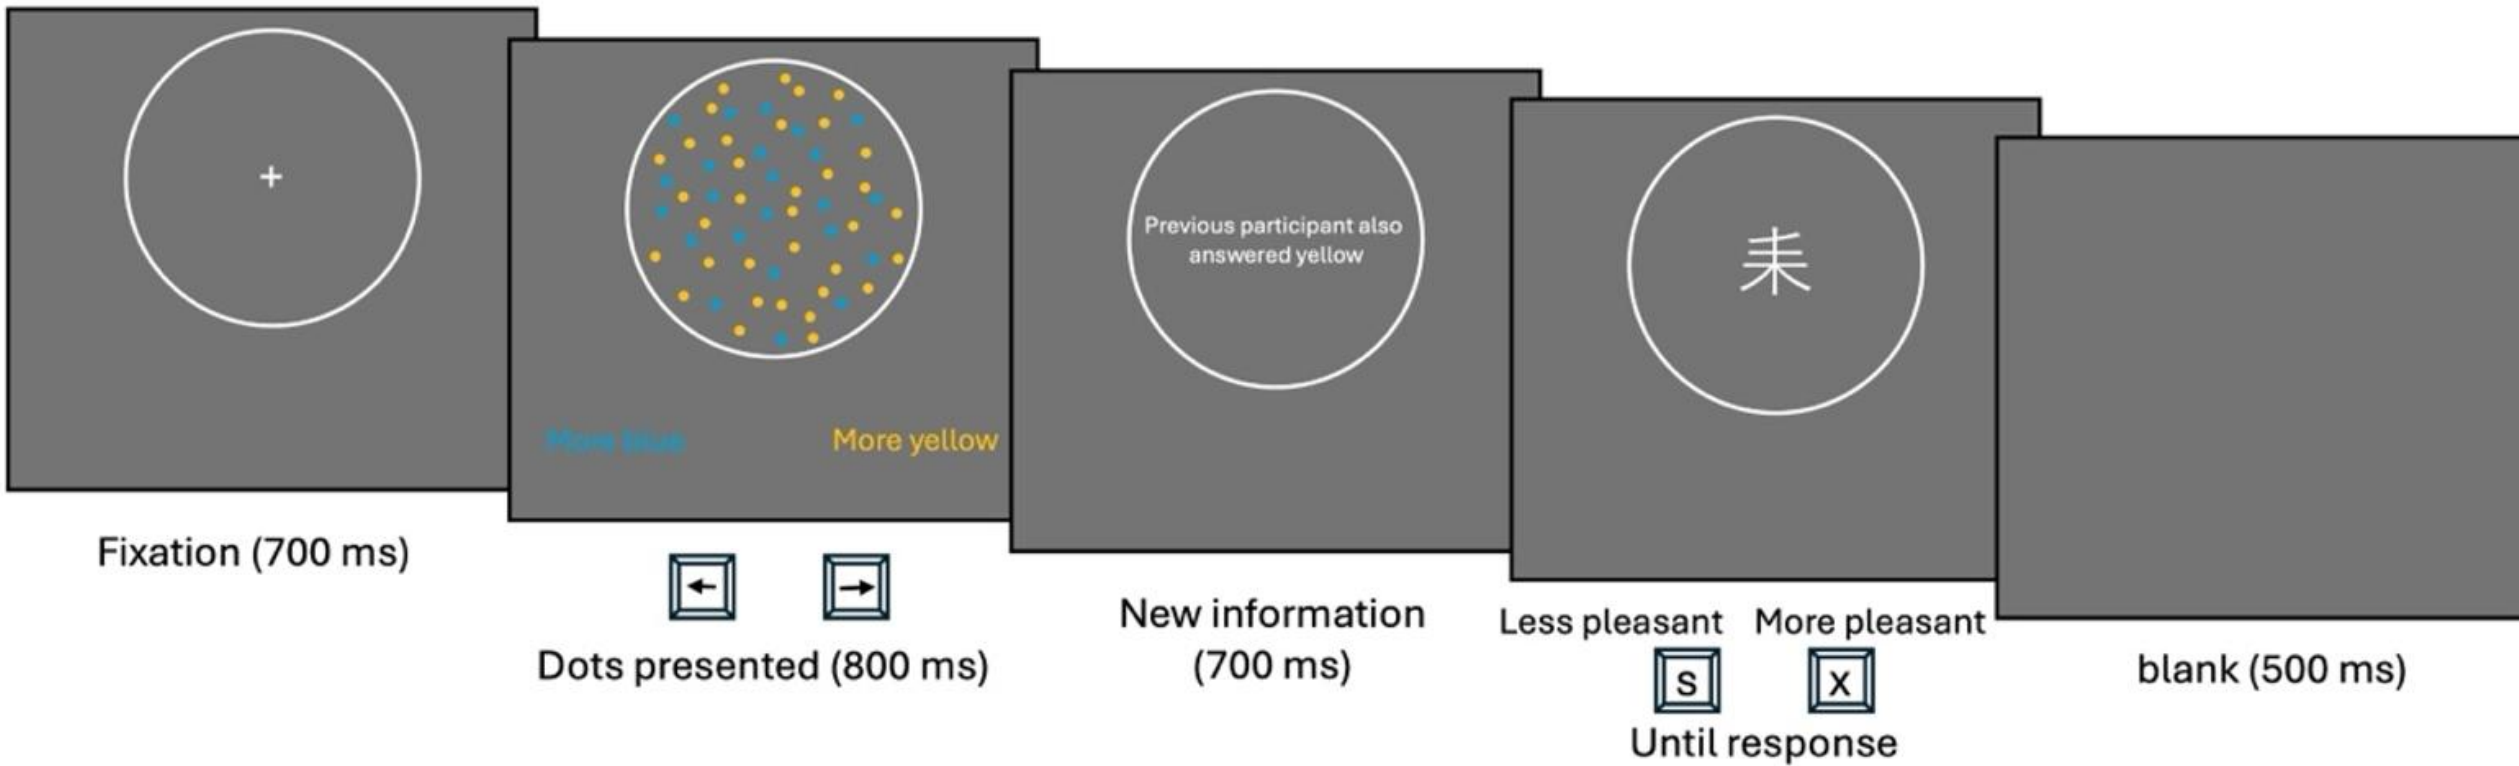 +
More blue
More yellow
Previous participant also
answered yellow
耒
Fixation (700 ms)
← →
Dots presented (800 ms)
New information
(700 ms)
Less pleasant More pleasant
S X
Until response
blank (500 ms)